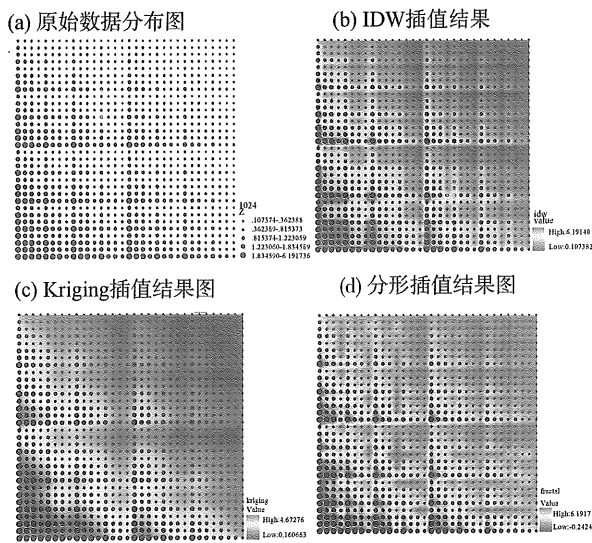 (a) 原始数据分布图
(b) IDW插值结果
1024
Z
.107374-.362388
.362389-.815373
.815374-1.223059
1.223060-1.834589
1.834590-6.191736
idw
value
High:6.19148
Low:0.107382
(c) Kriging插值结果图
(d) 分形插值结果图
kriging
Value
High:4.67276
Low:0.160663
fractal
Value
High:6.1917
Low:-0.2424